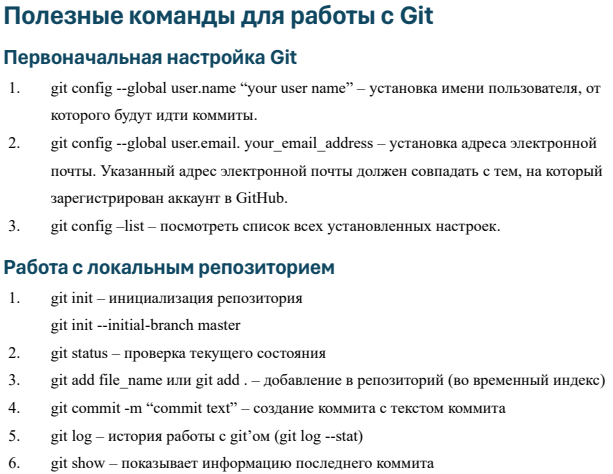 Полезные команды для работы с Git
Первоначальная настройка Git
1. git config --global user.name “your user name” – установка имени пользователя, от
которого будут идти коммиты.
2. git config --global user.email. your_email_address – установка адреса электронной
почты. Указанный адрес электронной почты должен совпадать с тем, на который
зарегистрирован аккаунт в GitHub.
3. git config –list – посмотреть список всех установленных настроек.
Работа с локальным репозиторием
1. git init – инициализация репозитория
git init --initial-branch master
2. git status – проверка текущего состояния
3. git add file_name или git add . – добавление в репозиторий (во временный индекс)
4. git commit -m “commit text” – создание коммита с текстом коммита
5. git log – история работы с git’ом (git log --stat)
6. git show – показывает информацию последнего коммита